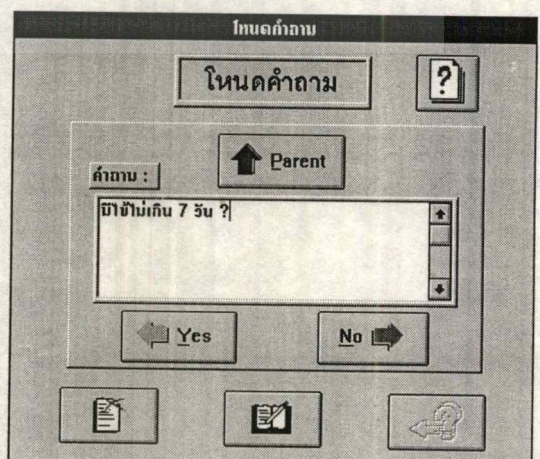 โหนดคำถาม
โหนดคำถาม
?
Parent
คำถาม :
มีไข้ไม่เกิน 7 วัน ?
Yes
No